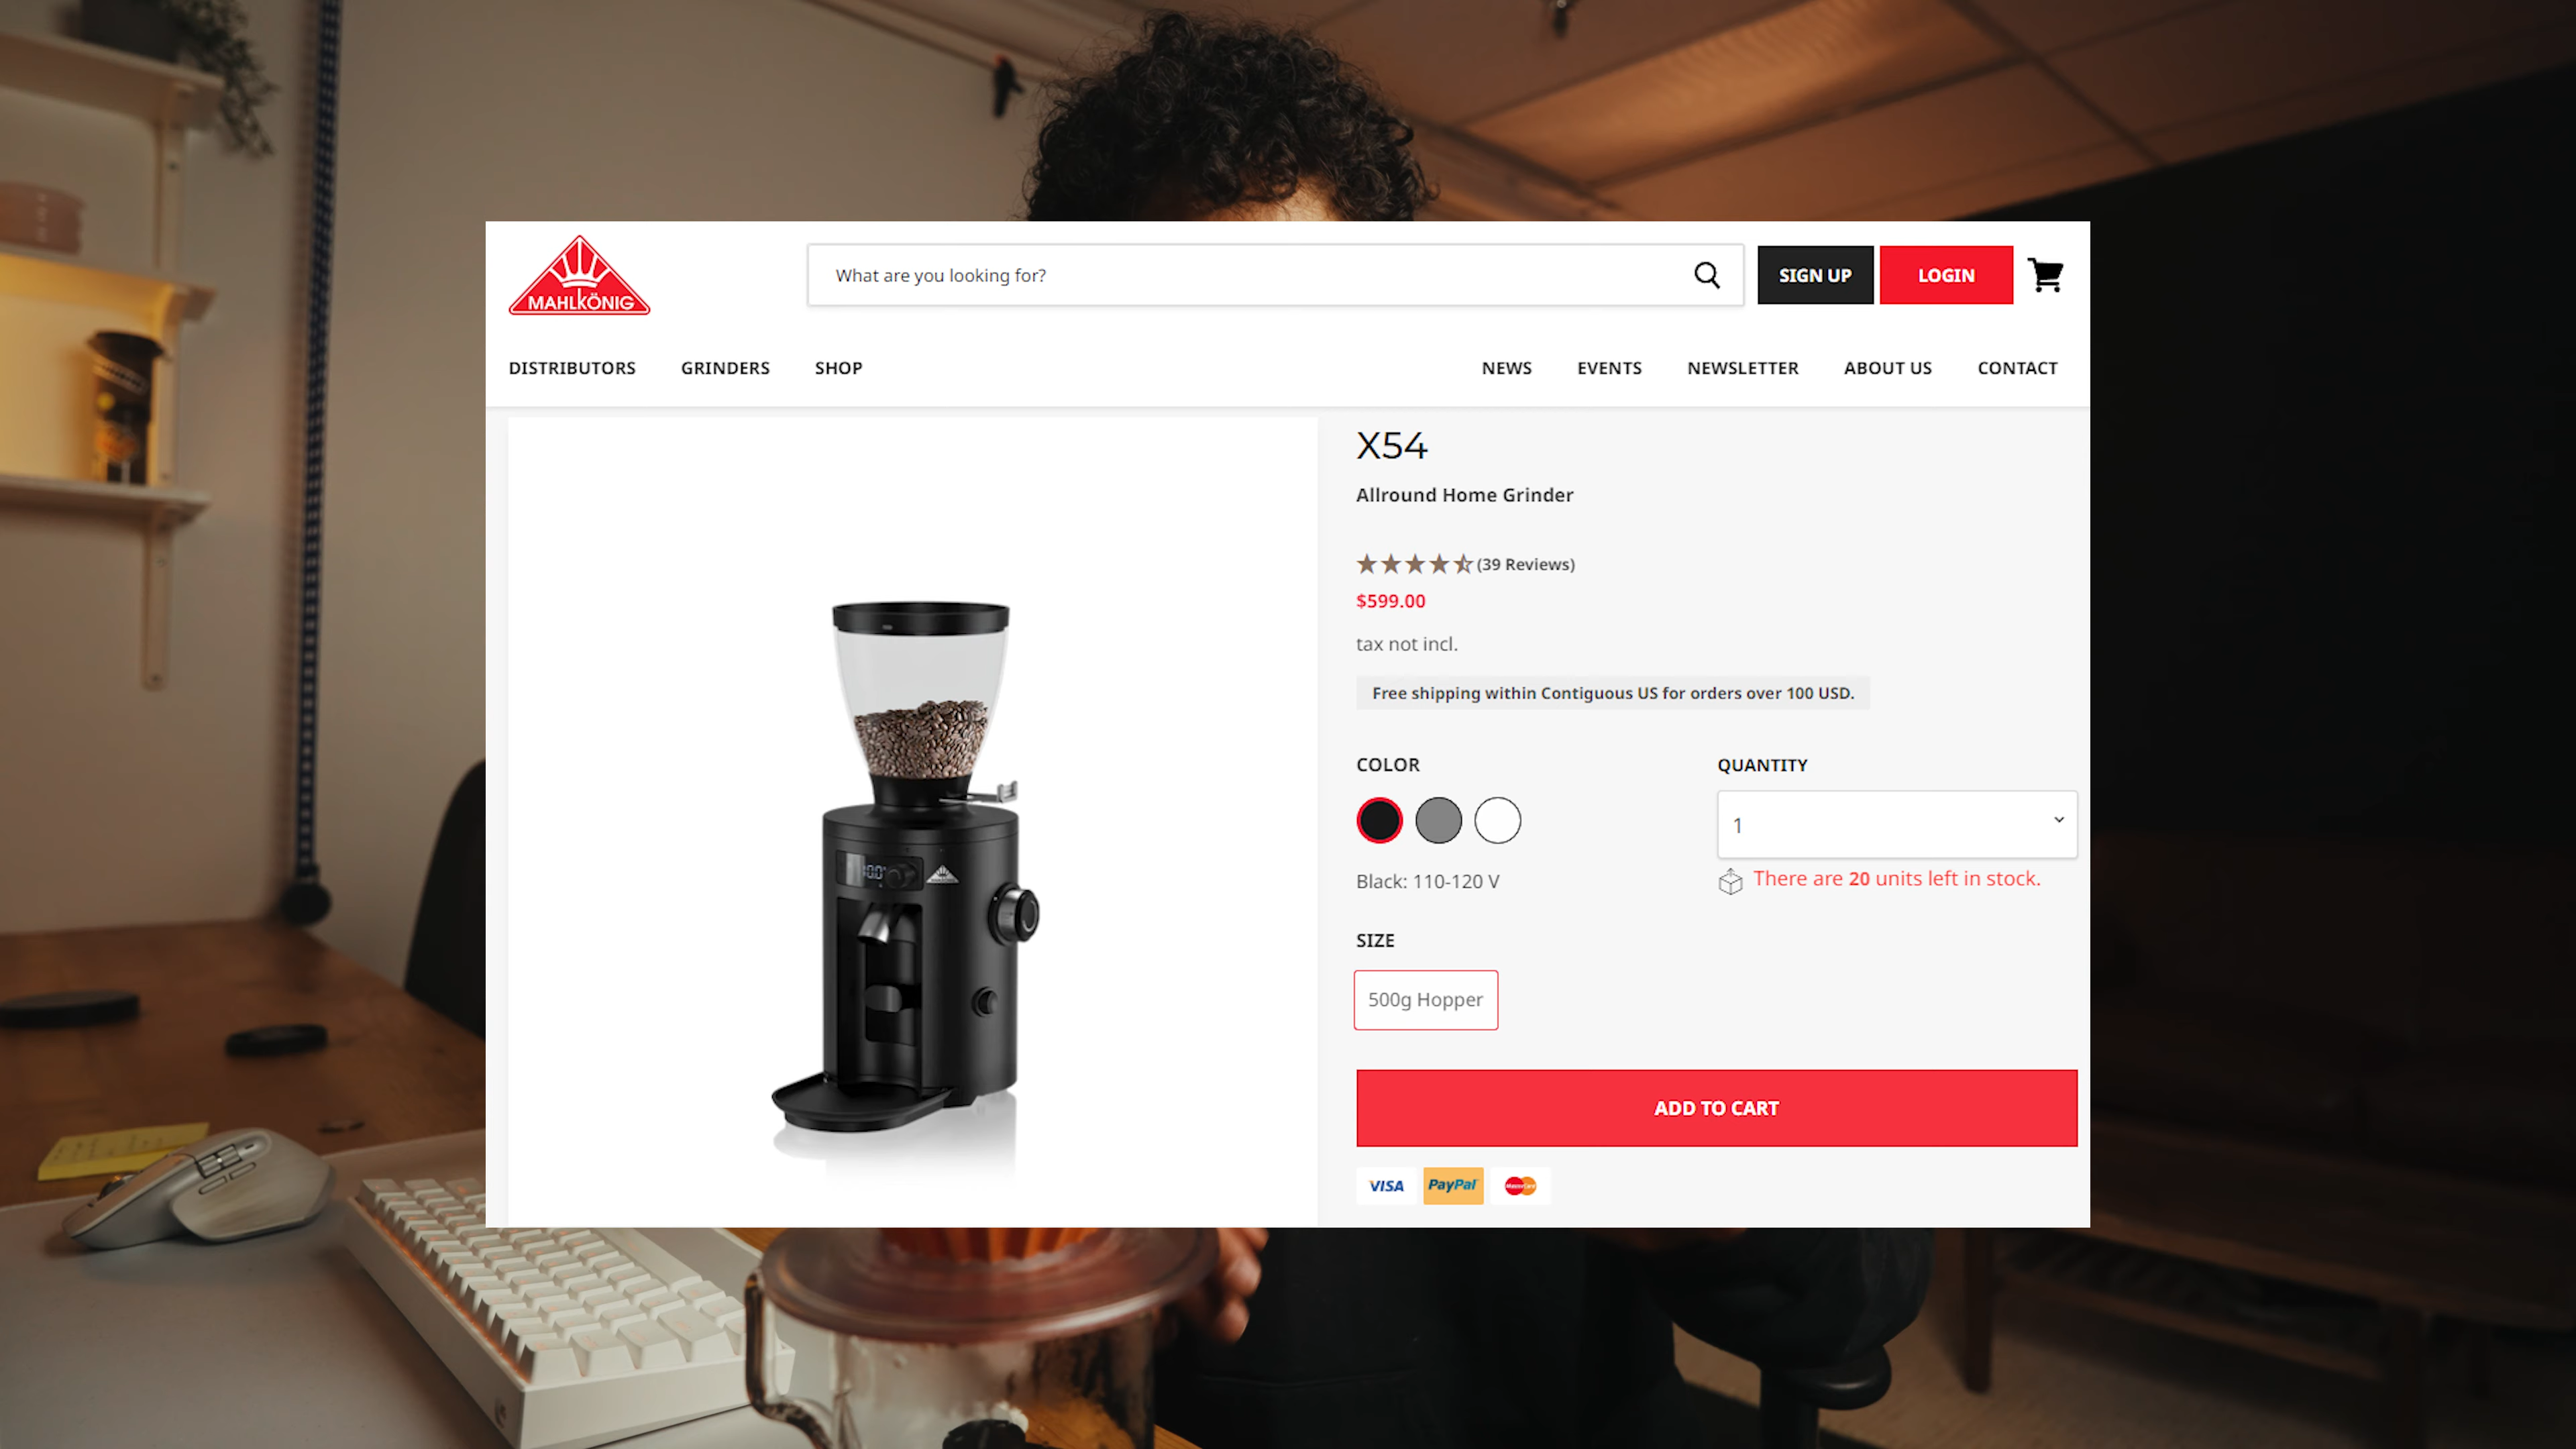 MAHLKÖNIG
What are you looking for?
SIGN UP
LOGIN
DISTRIBUTORS
GRINDERS
SHOP
NEWS
EVENTS
NEWSLETTER
ABOUT US
CONTACT
X54
Allround Home Grinder
(39 Reviews)
$599.00
tax not incl.
Free shipping within Contiguous US for orders over 100 USD.
COLOR
QUANTITY
1
Black: 110-120 V
There are 20 units left in stock.
SIZE
500g Hopper
ADD TO CART
VISA
PayPal
MasterCard